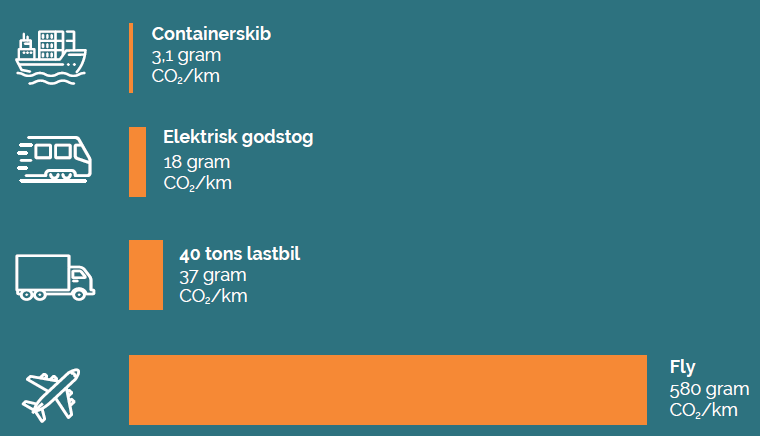 Containerskib
3,1 gram
CO₂/km
Elektrisk godstog
18 gram
CO₂/km
40 tons lastbil
37 gram
CO₂/km
Fly
580 gram
CO₂/km